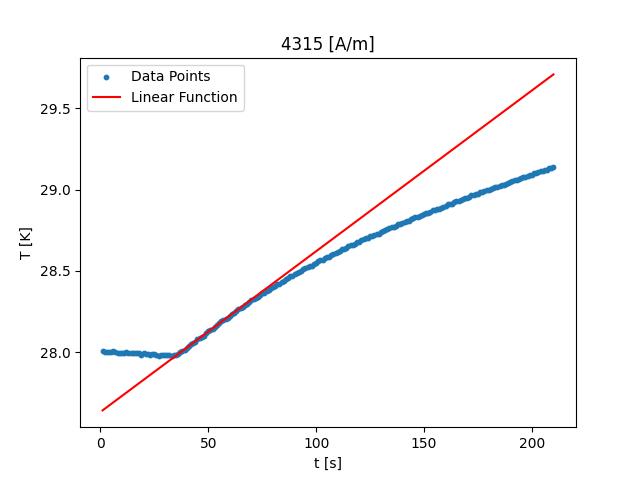 4315 [A/m]
Data Points
Linear Function
29.5
29.0
28.5
28.0
T [K]
0 50 100 150 200
t [s]